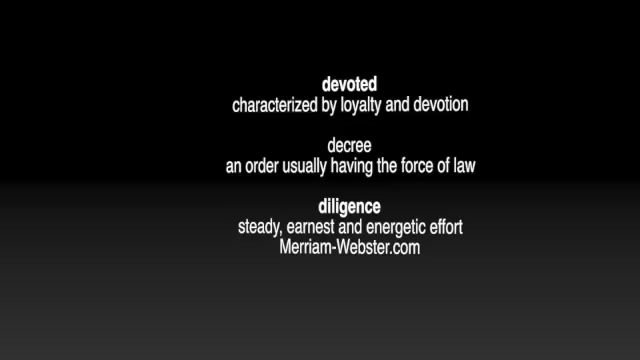 devoted
characterized by loyalty and devotion
decree
an order usually having the force of law
diligence
steady, earnest and energetic effort
Merriam-Webster.com